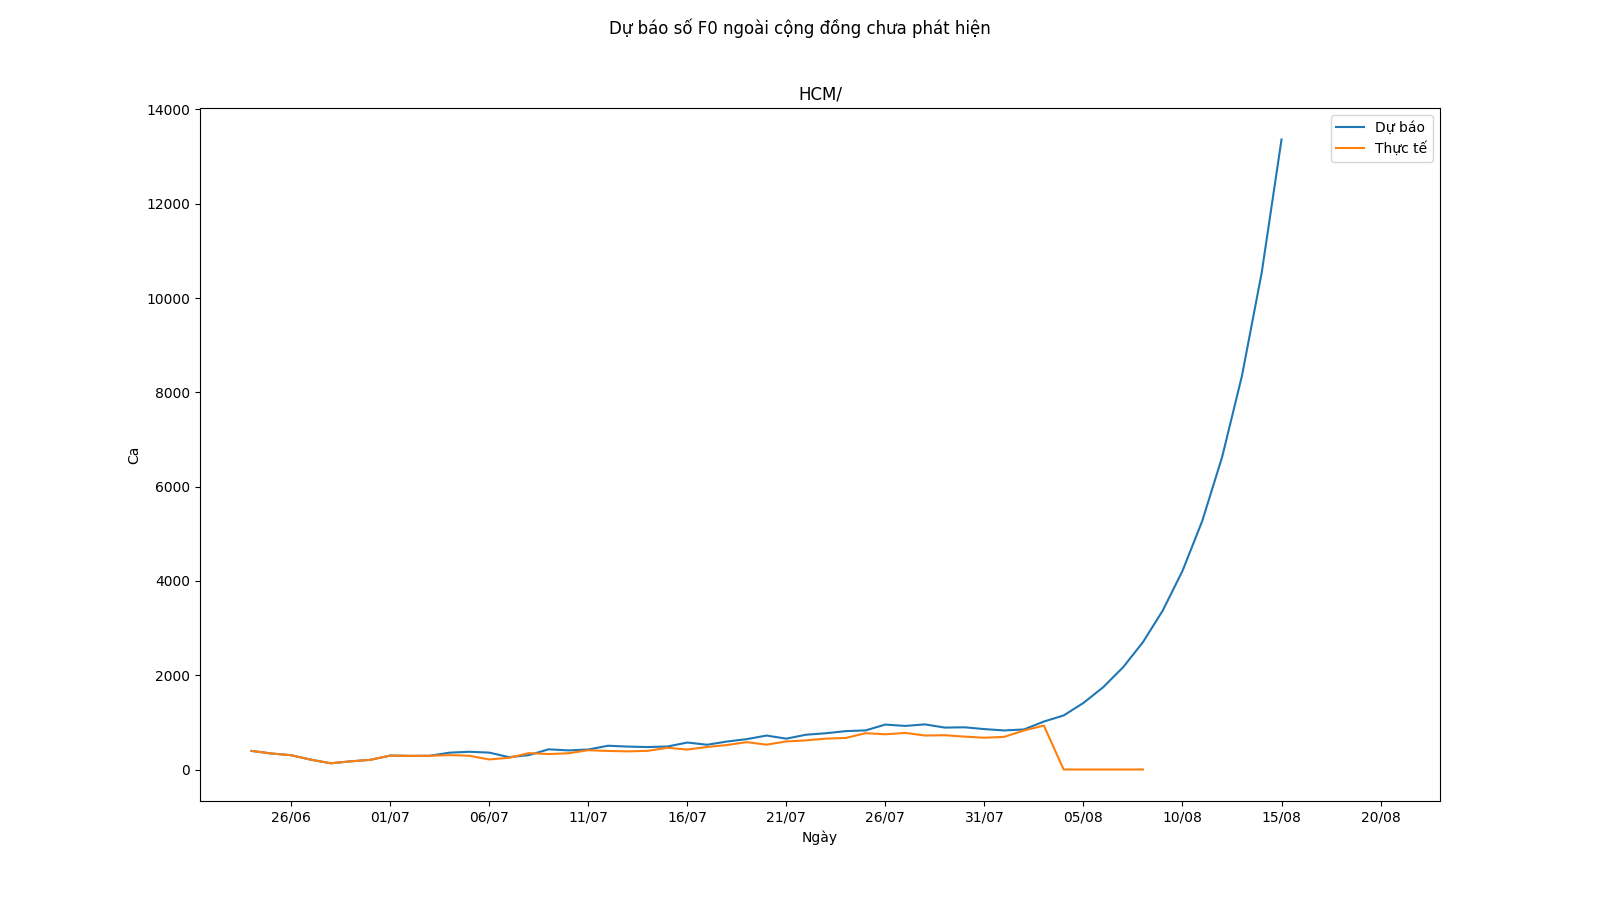 Dự báo số F0 ngoài cộng đồng chưa phát hiện
HCM/
14000
12000
10000
8000
6000
4000
2000
0
Ca
Dự báo
Thực tế
26/06 01/07 06/07 11/07 16/07 21/07 26/07 31/07 05/08 10/08 15/08 20/08
Ngày